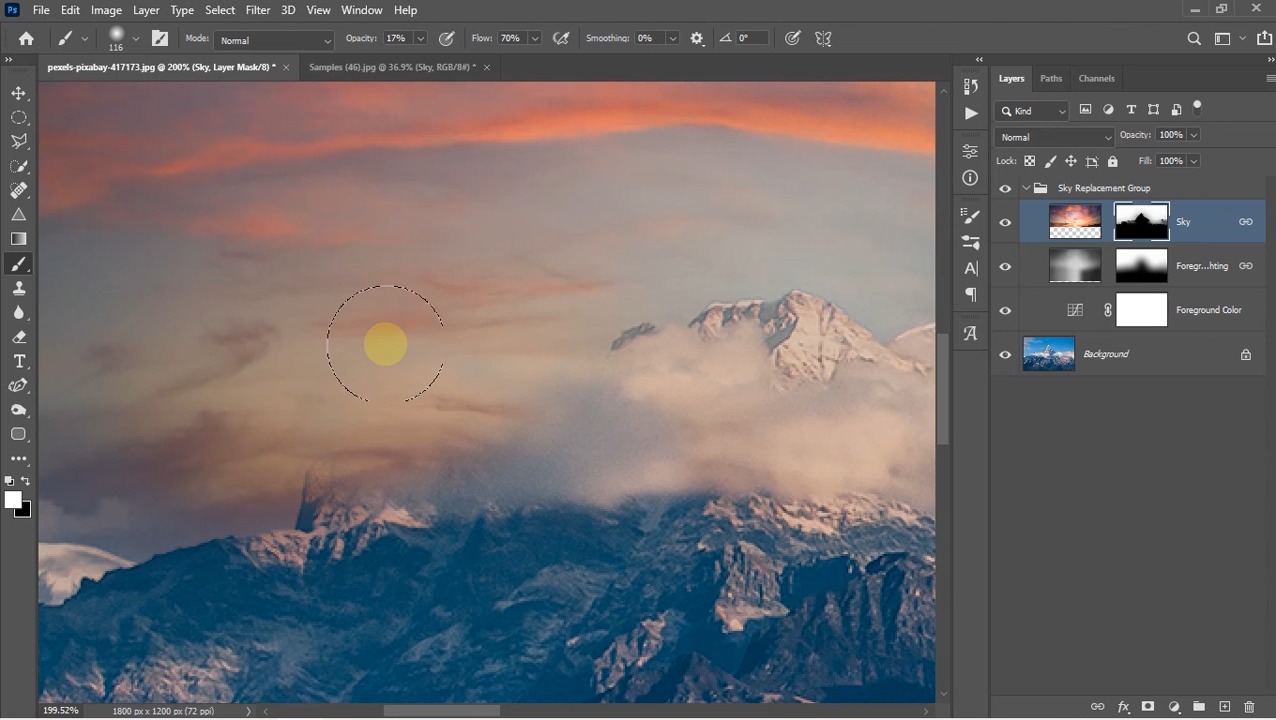 Ps File Edit Image Layer Type Select Filter 3D View Window Help
116 Mode: Normal Opacity: 17% Flow: 70% Smoothing: 0% 0°
pexels-pixabay-417173.jpg @ 200% (Sky, Layer Mask/8) * × Samples (46).jpg @ 36.9% (Sky, RGB/8#) * ×
Layers Paths Channels
Kind
Normal Opacity: 100%
Lock: Fill: 100%
Sky Replacement Group
Sky
Foregr...hting
Foreground Color
Background
199.52% 1800 px x 1200 px (72 ppi)